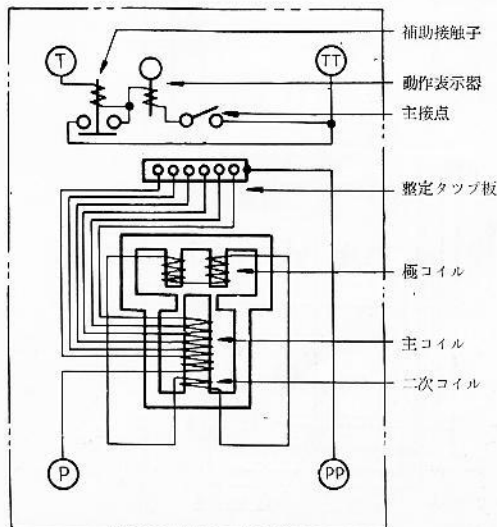 T
TT
補助接触子
動作表示器
主接点
整定タツプ板
極コイル
主コイル
二次コイル
P
PP